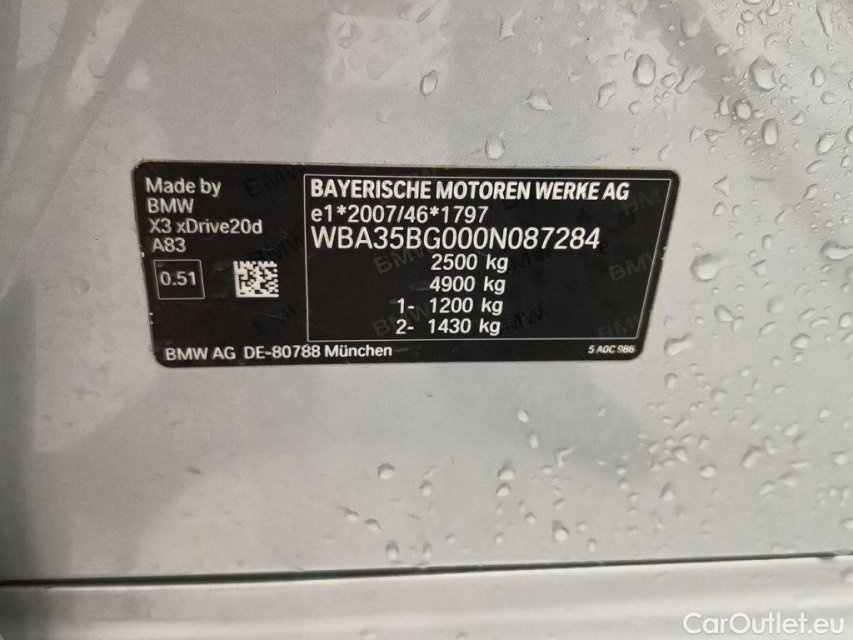 Made by
BMW
X3 xDrive20d
A83
0.51
BAYERISCHE MOTOREN WERKE AG
e1*2007/46*1797
WBA35BG000N087284
2500 kg
4900 kg
1- 1200 kg
2- 1430 kg
BMW AG DE-80788 München
5 A0C 986
CarOutlet.eu